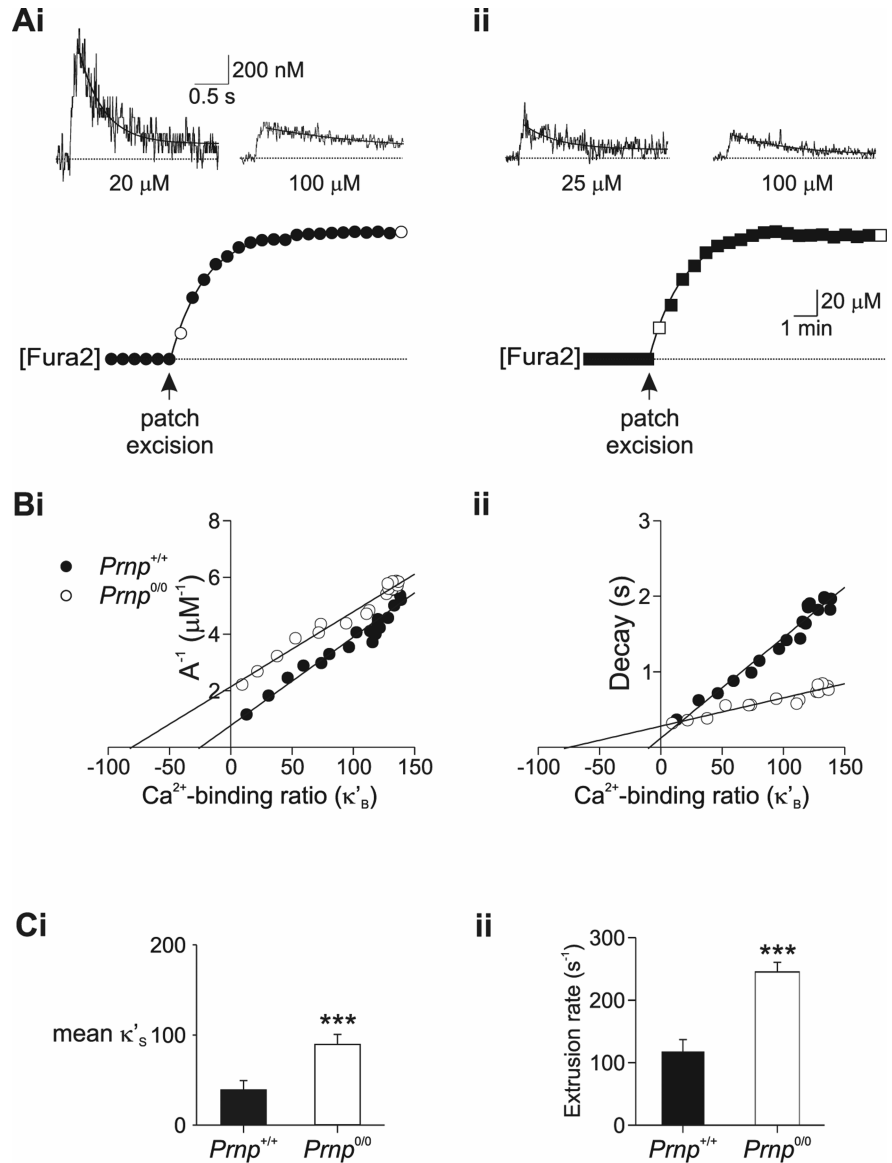 Ai
ii
200 nM
0.5 s
20 µM
100 µM
25 µM
100 µM
[Fura2]
patch
excision
20 µM
1 min
[Fura2]
patch
excision
Bi
ii
Prnp+/+
Prnp0/0
A-1 (µM-1)
8
6
4
2
-100 -50 0 50 100 150
Ca2+-binding ratio (κ'B)
Decay (s)
3
2
1
-100 -50 0 50 100 150
Ca2+-binding ratio (κ'B)
Ci
ii
mean κ'S
200
100
0
***
Prnp+/+ Prnp0/0
Extrusion rate (s-1)
300
200
100
0
***
Prnp+/+ Prnp0/0